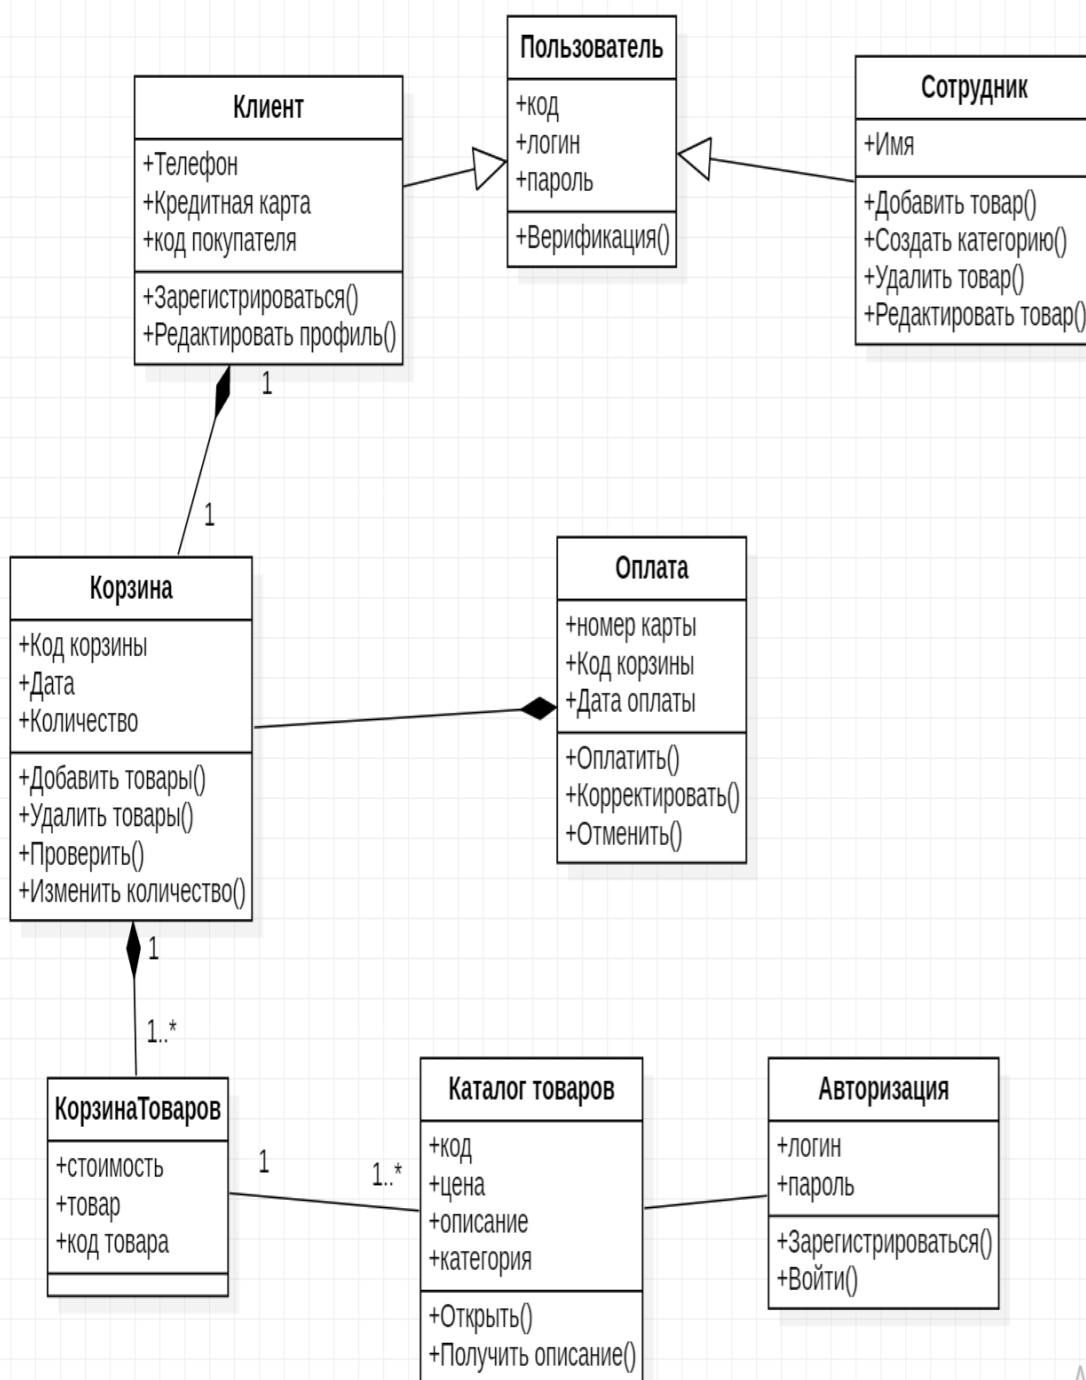 Пользователь
+код
+логин
+пароль
+Верификация()
Клиент
+Телефон
+Кредитная карта
+код покупателя
+Зарегистрироваться()
+Редактировать профиль()
Сотрудник
+Имя
+Добавить товар()
+Создать категорию()
+Удалить товар()
+Редактировать товар()
1
1
Корзина
+Код корзины
+Дата
+Количество
+Добавить товары()
+Удалить товары()
+Проверить()
+Изменить количество()
Оплата
+номер карты
+Код корзины
+Дата оплаты
+Оплатить()
+Корректировать()
+Отменить()
1
1..*
КорзинаТоваров
+стоимость
+товар
+код товара
1
1..*
Каталог товаров
+код
+цена
+описание
+категория
+Открыть()
+Получить описание()
Авторизация
+логин
+пароль
+Зарегистрироваться()
+Войти()